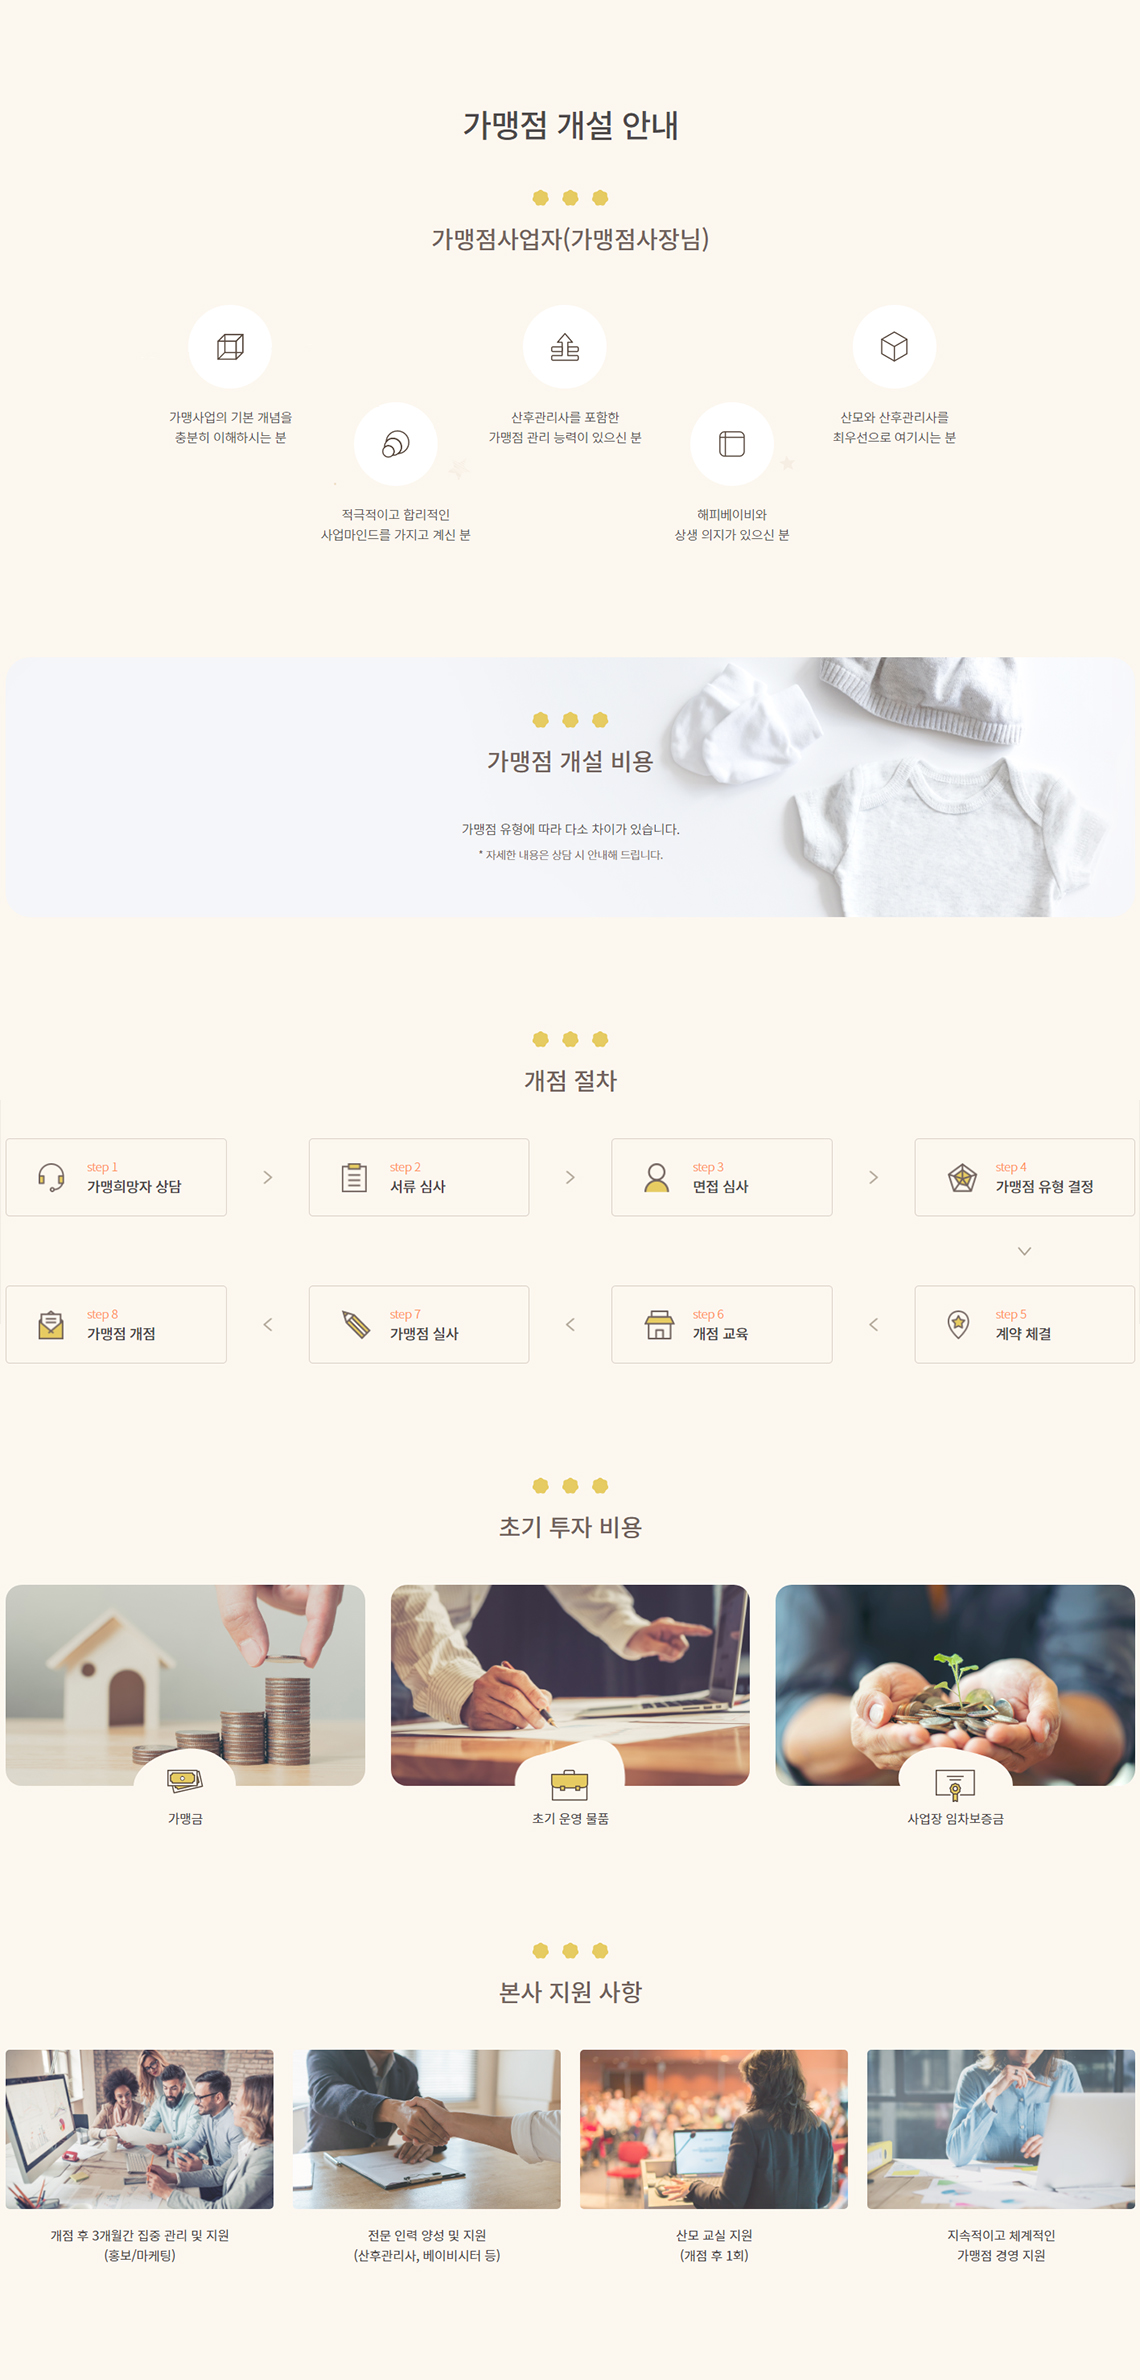 가맹점 개설 안내
가맹점사업자(가맹점사장님)
가맹사업의 기본 개념을
충분히 이해하시는 분
적극적이고 합리적인
사업마인드를 가지고 계신 분
산후관리사를 포함한
가맹점 관리 능력이 있으신 분
해피베이비와
상생 의지가 있으신 분
산모와 산후관리사를
최우선으로 여기시는 분
가맹점 개설 비용
가맹점 유형에 따라 다소 차이가 있습니다.
* 자세한 내용은 상담 시 안내해 드립니다.
개점 절차
step 1
가맹희망자 상담
step 2
서류 심사
step 3
면접 심사
step 4
가맹점 유형 결정
step 5
계약 체결
step 6
개점 교육
step 7
가맹점 실사
step 8
가맹점 개점
초기 투자 비용
가맹금
초기 운영 물품
사업장 임차보증금
본사 지원 사항
개점 후 3개월간 집중 관리 및 지원
(홍보/마케팅)
전문 인력 양성 및 지원
(산후관리사, 베이비시터 등)
산모 교실 지원
(개점 후 1회)
지속적이고 체계적인
가맹점 경영 지원